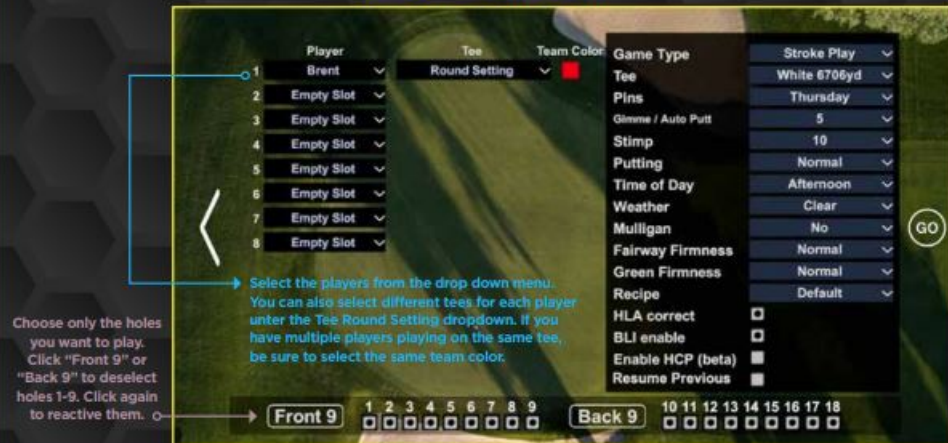 Player Tee Team Color
1 Brent Round Setting
2 Empty Slot
3 Empty Slot
4 Empty Slot
5 Empty Slot
6 Empty Slot
7 Empty Slot
8 Empty Slot
Game Type Stroke Play
Tee White 6706yd
Pins Thursday
Gimme / Auto Putt 5
Stimp 10
Putting Normal
Time of Day Afternoon
Weather Clear
Mulligan No
Fairway Firmness Normal
Green Firmness Normal
Recipe Default
HLA correct
BLI enable
Enable HCP (beta)
Resume Previous
GO
Select the players from the drop down menu.
You can also select different tees for each player
unter the Tee Round Setting dropdown. If you
have multiple players playing on the same tee,
be sure to select the same team color.
Choose only the holes
you want to play.
Click “Front 9” or
“Back 9” to deselect
holes 1-9. Click again
to reactive them.
Front 9 1 2 3 4 5 6 7 8 9 Back 9 10 11 12 13 14 15 16 17 18